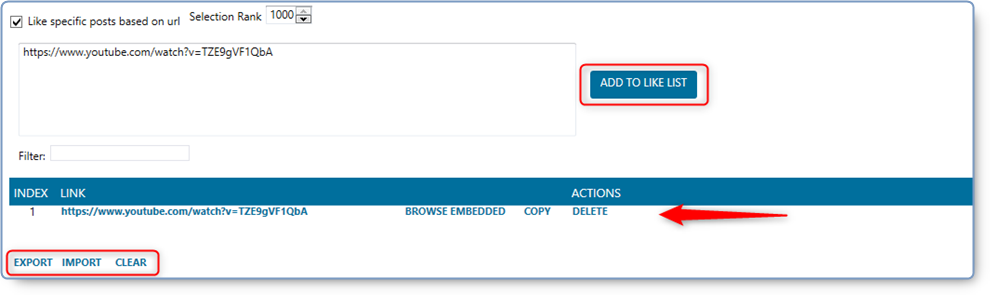 Like specific posts based on url Selection Rank 1000
https://www.youtube.com/watch?v=TZE9gVF1QbA
ADD TO LIKE LIST
Filter:
INDEX LINK ACTIONS
1 https://www.youtube.com/watch?v=TZE9gVF1QbA BROWSE EMBEDDED COPY DELETE
EXPORT IMPORT CLEAR